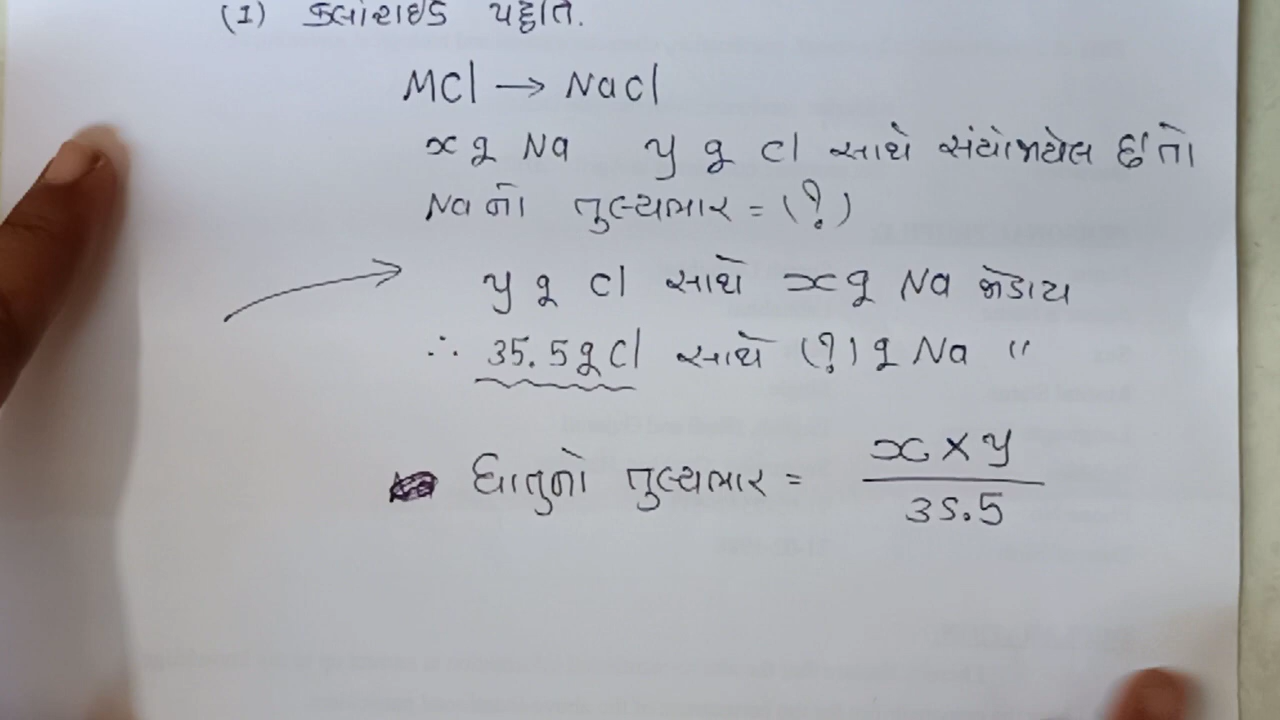 (1) ક્લોરાઇડ પદ્ધતિ.
MCl → NaCl
x g Na y g Cl સાથે સંયોજાયેલ હોય તો
Na નો તુલ્યભાર = (?)
y g Cl સાથે x g Na જોડાય
∴ 35.5 g Cl સાથે (?) g Na "
ધાતુનો તુલ્યભાર = x × y / 35.5